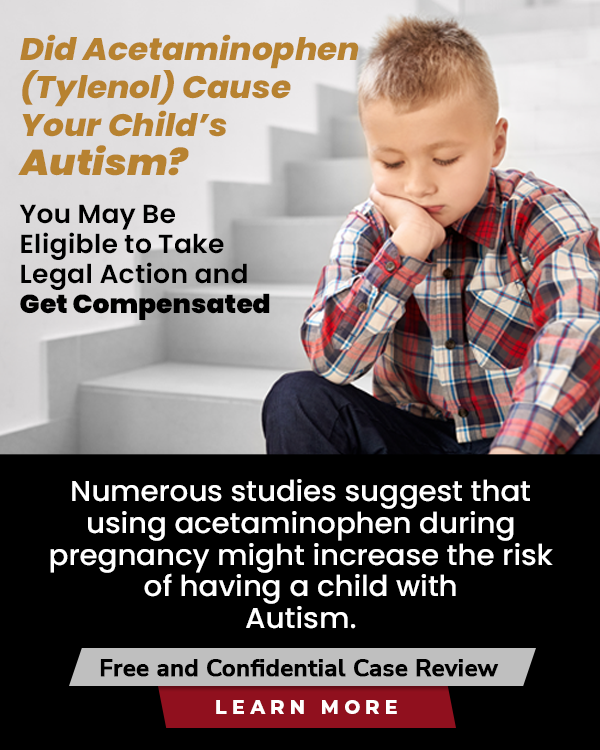 Did Acetaminophen
(Tylenol) Cause
Your Child's
Autism?
You May Be
Eligible to Take
Legal Action and
Get Compensated
Numerous studies suggest that
using acetaminophen during
pregnancy might increase the risk
of having a child with
Autism.
Free and Confidential Case Review
LEARN MORE